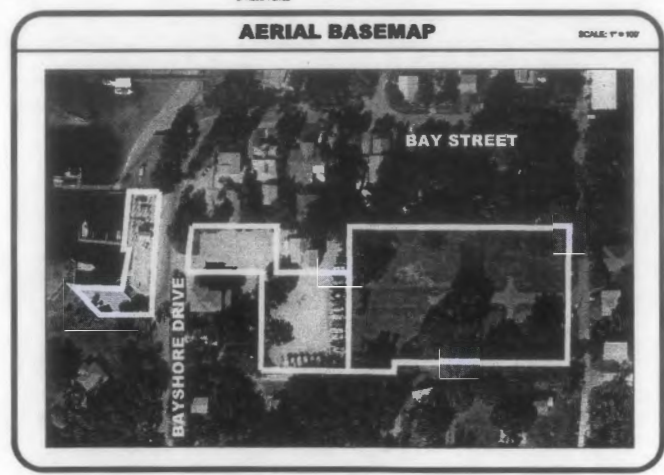 AERIAL BASEMAP
SCALE: 1" = 100'
BAY STREET
BAYSHORE DRIVE